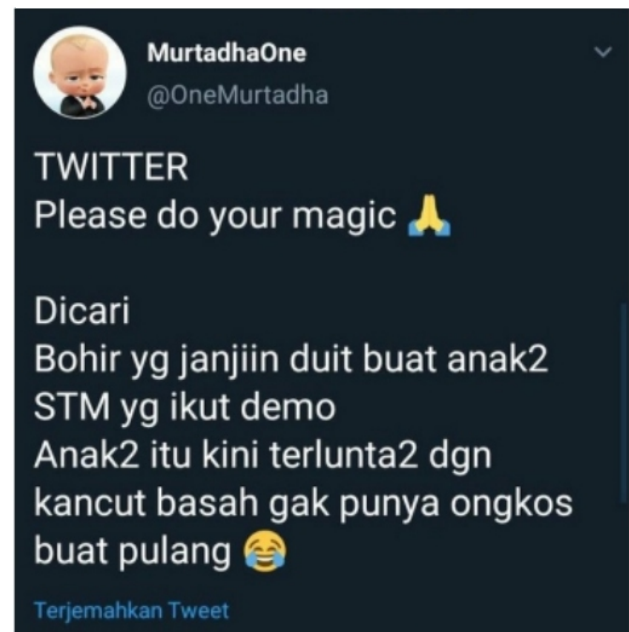 MurtadhaOne
@OneMurtadha
TWITTER
Please do your magic 🙏
Dicari
Bohir yg janjiin duit buat anak2
STM yg ikut demo
Anak2 itu kini terlunta2 dgn
kancut basah gak punya ongkos
buat pulang 😂
Terjemahkan Tweet